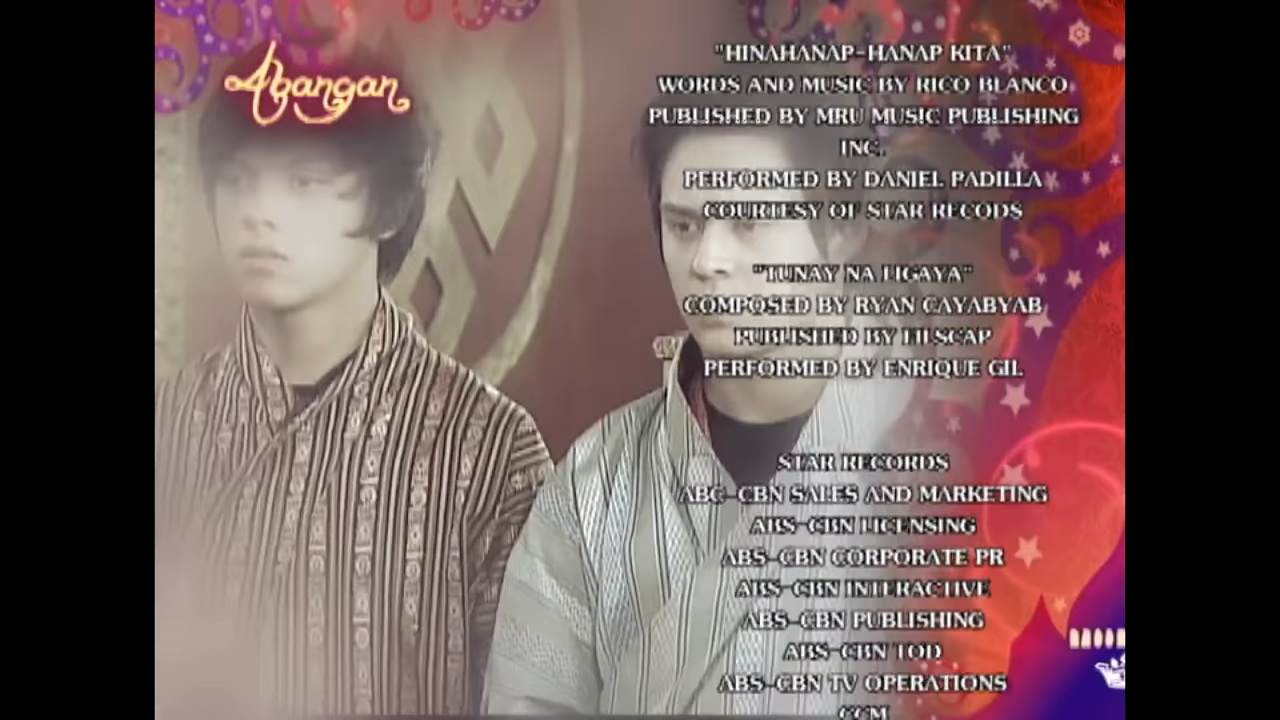 Abangan
"HINAHANAP-HANAP KITA"
WORDS AND MUSIC BY RICO BLANCO
PUBLISHED BY MRU MUSIC PUBLISHING
INC.
PERFORMED BY DANIEL PADILLA
COURTESY OF STAR RECODS
"TUNAY NA LIGAYA"
COMPOSED BY RYAN CAYABYAB
PUBLISHED BY FILSCAP
PERFORMED BY ENRIQUE GIL
STAR RECORDS
ABC-CBN SALES AND MARKETING
ABS-CBN LICENSING
ABS-CBN CORPORATE PR
ABS-CBN INTERACTIVE
ABS-CBN PUBLISHING
ABS-CBN TOD
ABS-CBN TV OPERATIONS
CCM